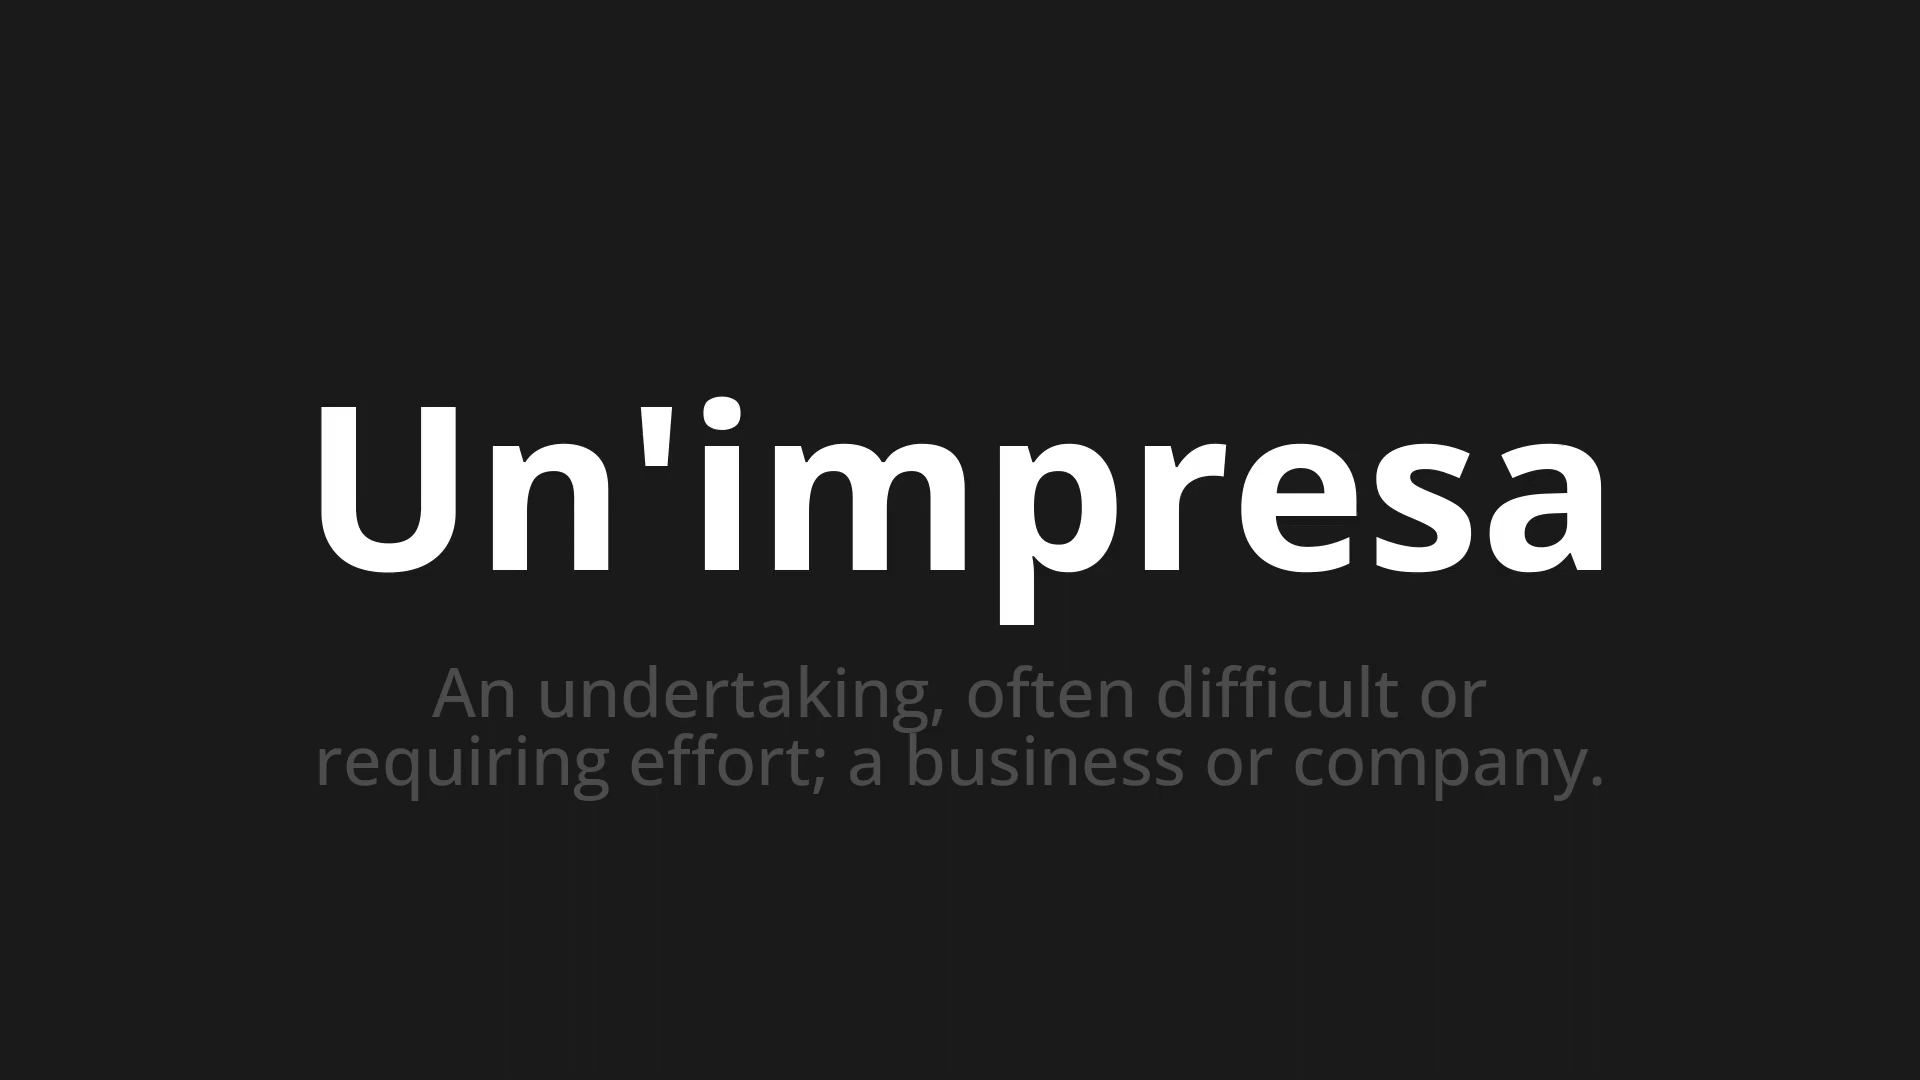 Un'impresa
An undertaking, often difficult or
requiring effort; a business or company.